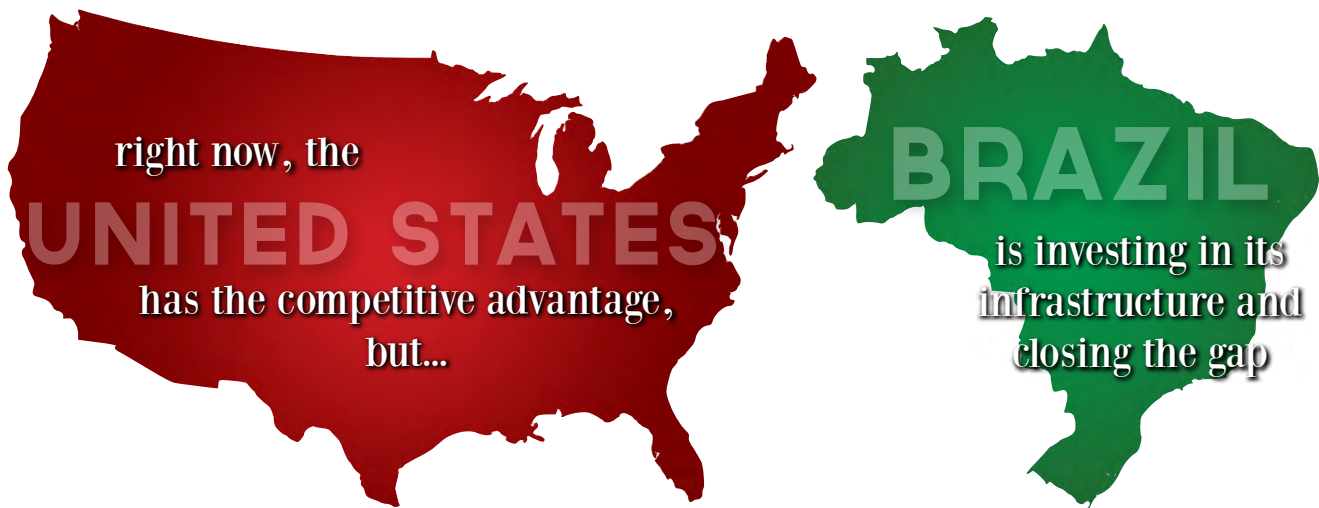 right now, the
UNITED STATES
has the competitive advantage,
but...
BRAZIL
is investing in its
infrastructure and
closing the gap